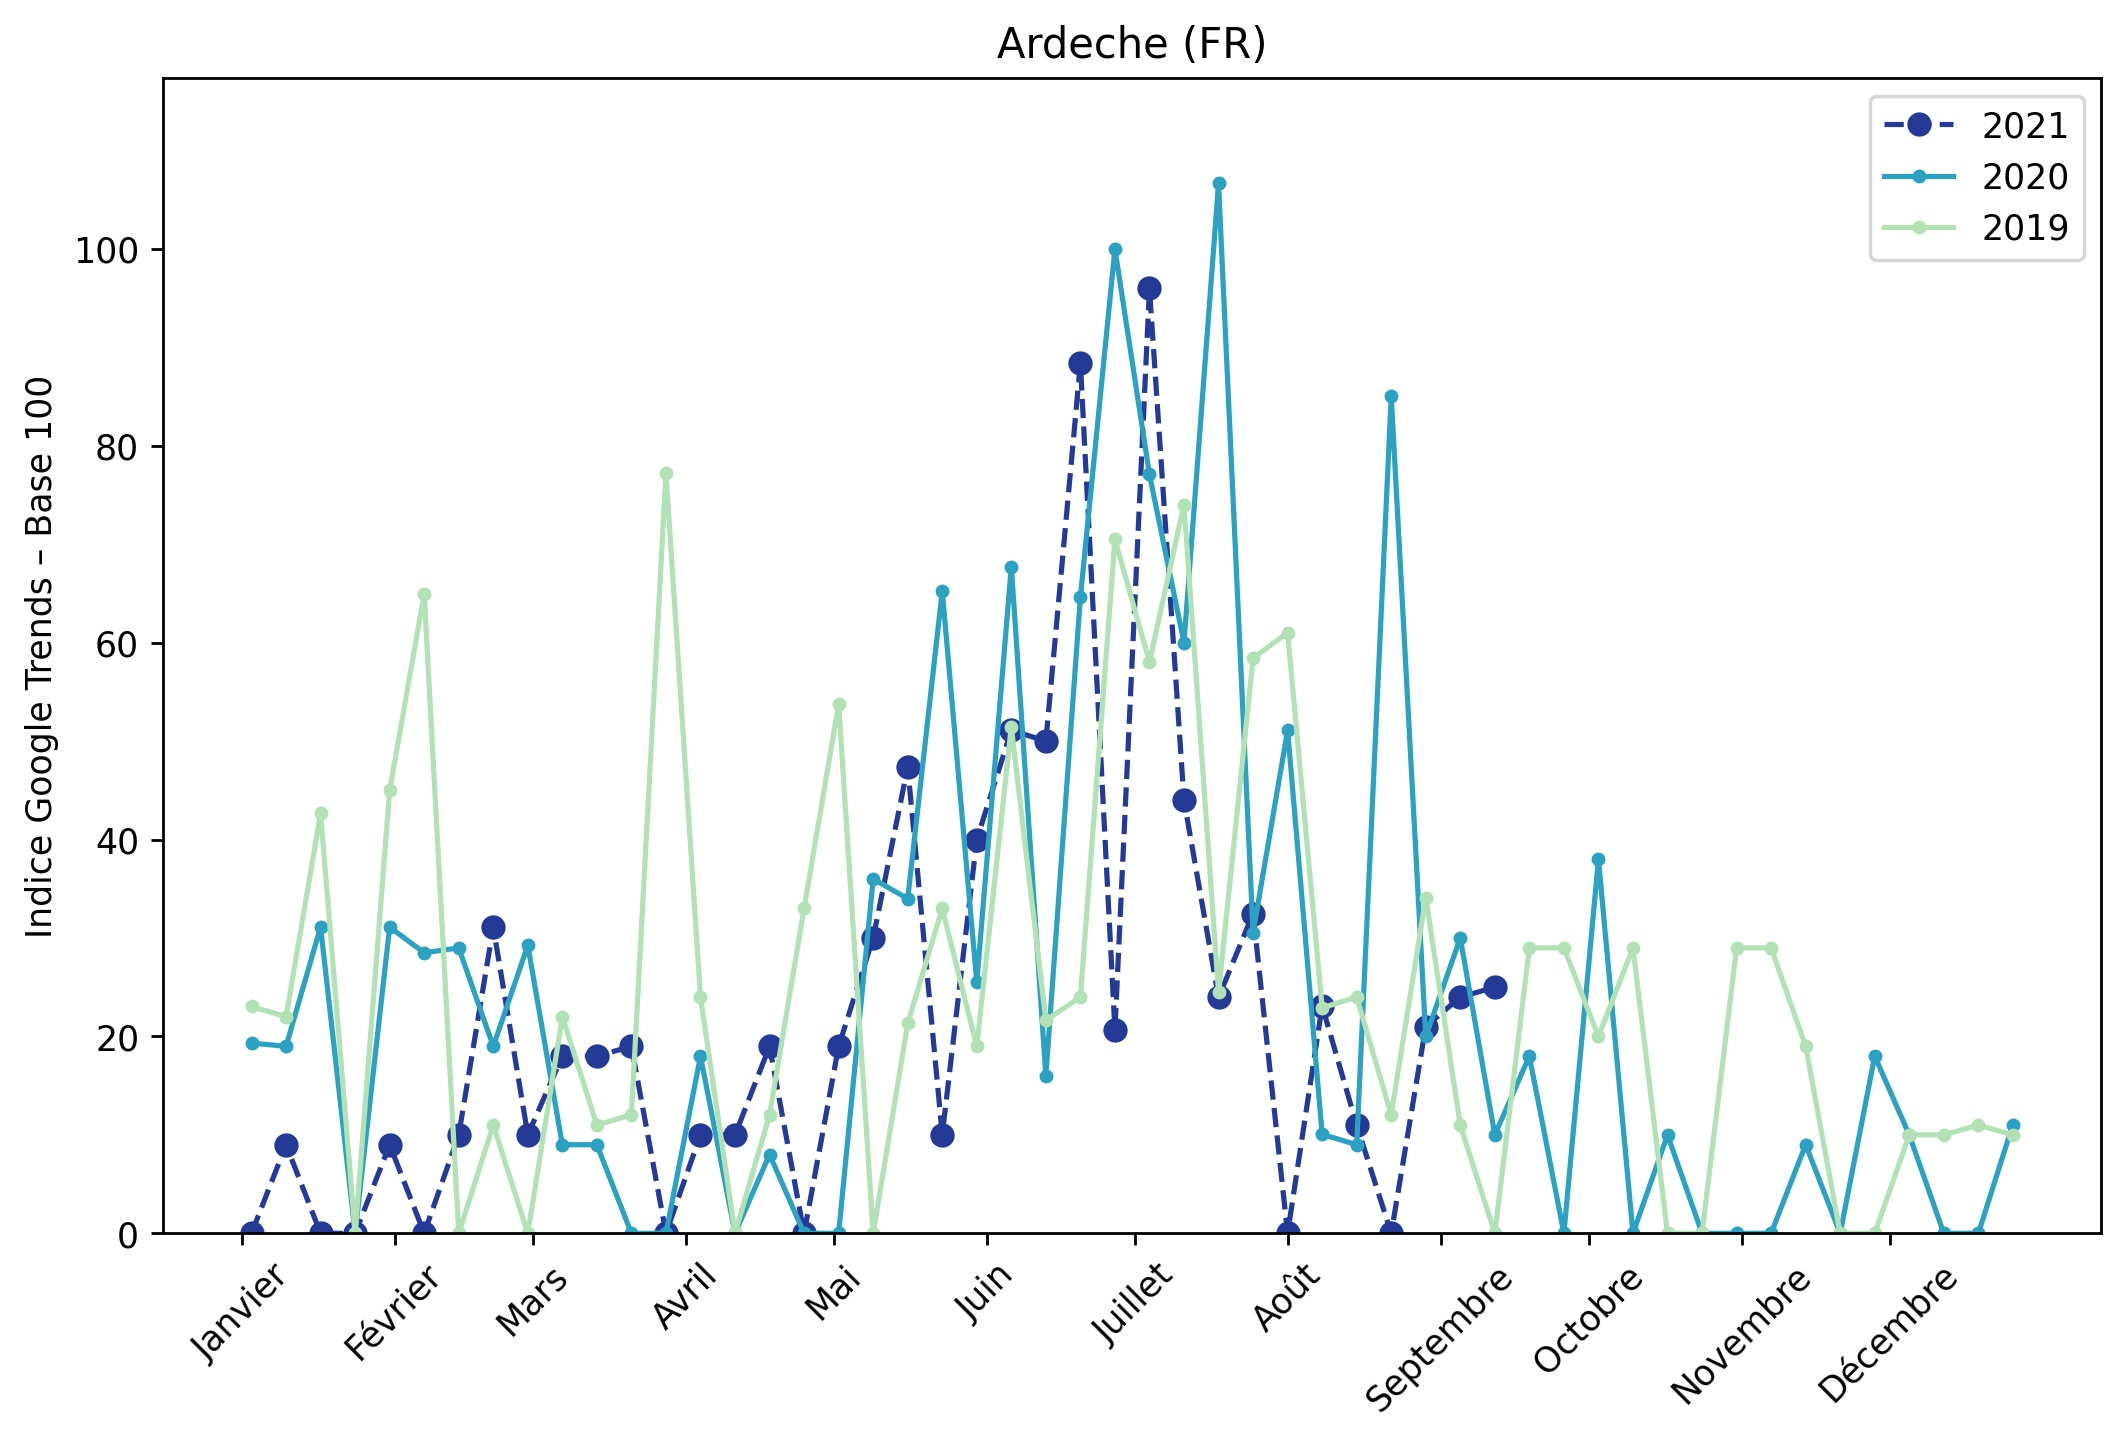 Ardeche (FR)
2021
2020
2019
Indice Google Trends – Base 100
100
80
60
40
20
0
Janvier
Février
Mars
Avril
Mai
Juin
Juillet
Août
Septembre
Octobre
Novembre
Décembre